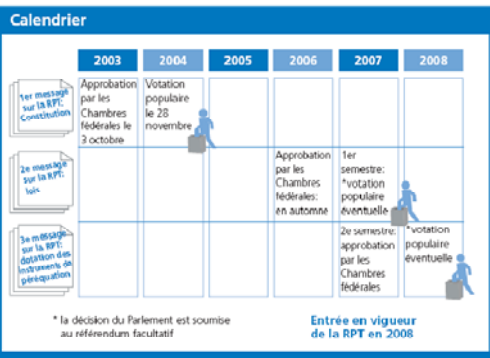 Calendrier
2003 2004 2005 2006 2007 2008
1er message
sur la RPT:
Constitution
Approbation
par les
Chambres
fédérales le
3 octobre
Votation
populaire
le 28
novembre
2e message
sur la RPT:
lois
Approbation
par les
Chambres
fédérales:
en automne
1er
semestre:
*votation
populaire
éventuelle
3e message
sur la RPT:
dotation des
instruments de
péréquation
2e semestre:
approbation
par les
Chambres
fédérales
*votation
populaire
éventuelle
* la décision du Parlement est soumise
au référendum facultatif
Entrée en vigueur
de la RPT en 2008